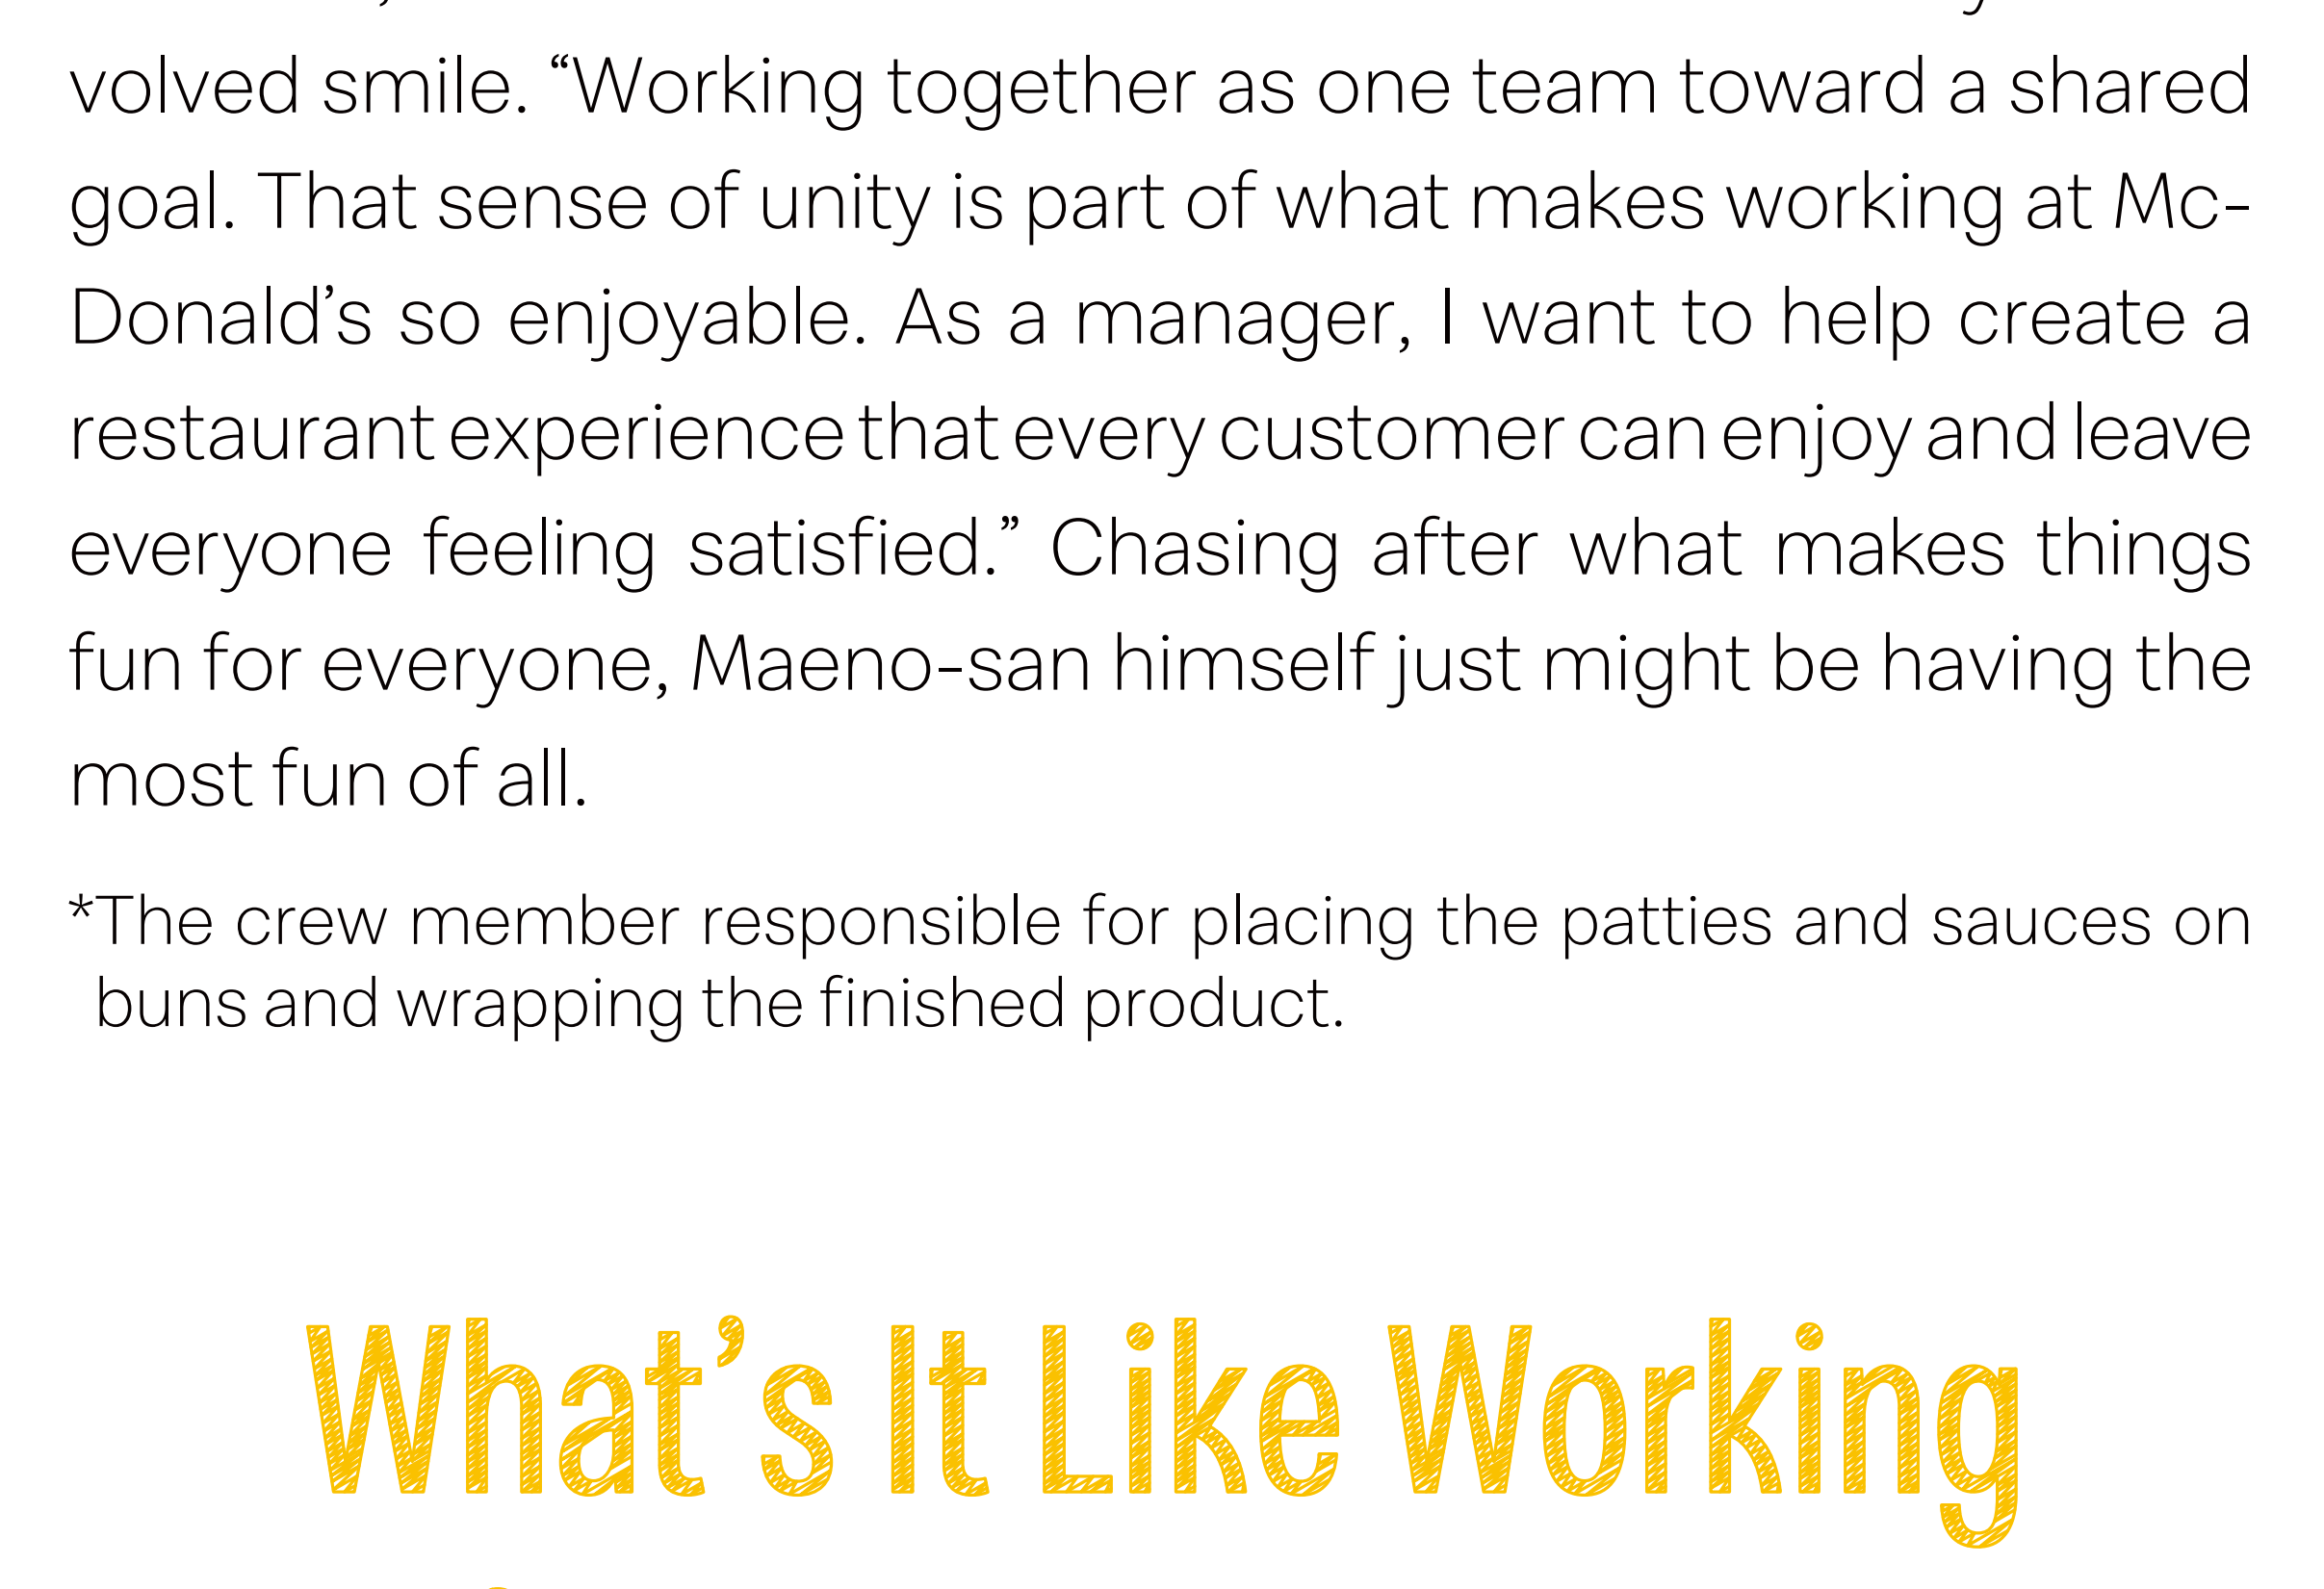 volved smile. “Working together as one team toward a shared
goal. That sense of unity is part of what makes working at Mc-
Donald’s so enjoyable. As a manager, I want to help create a
restaurant experience that every customer can enjoy and leave
everyone feeling satisfied.” Chasing after what makes things
fun for everyone, Maeno-san himself just might be having the
most fun of all.
*The crew member responsible for placing the patties and sauces on
buns and wrapping the finished product.
What’s It Like Working